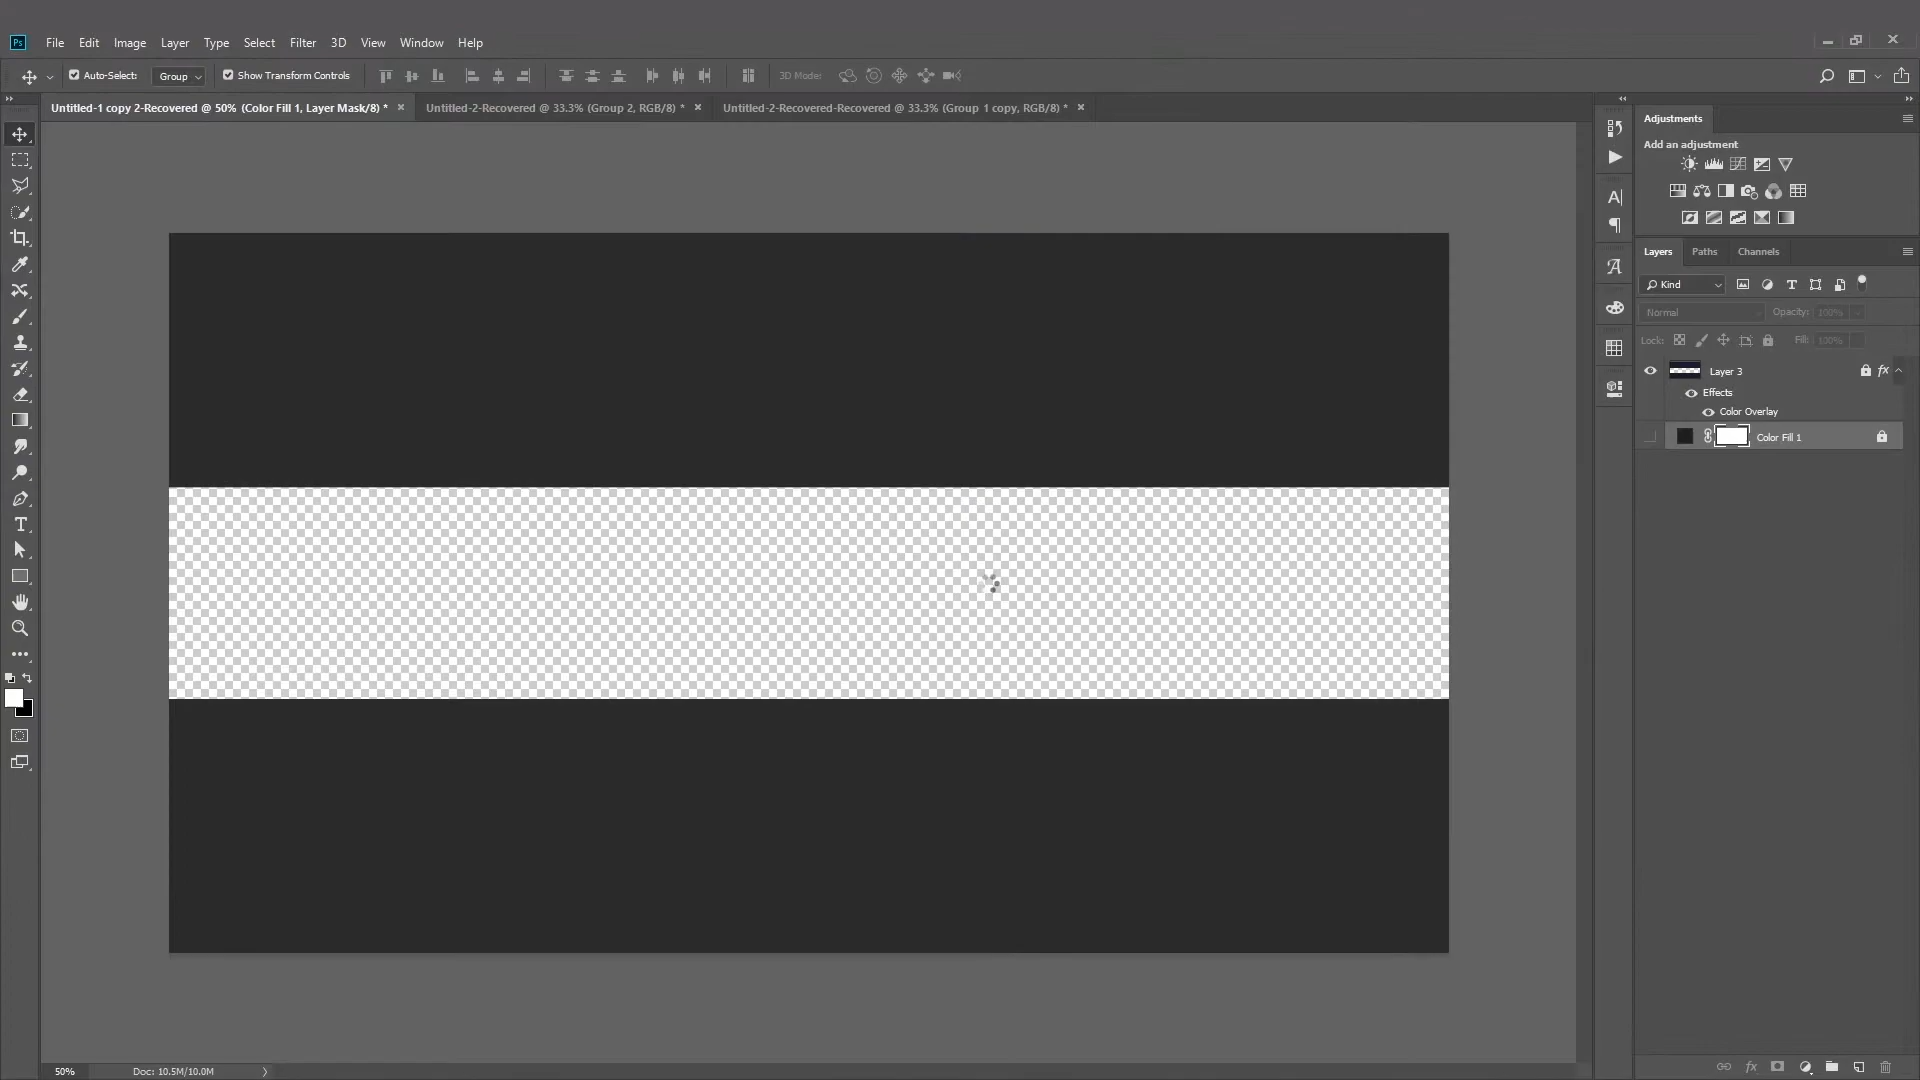 Ps File Edit Image Layer Type Select Filter 3D View Window Help
Auto-Select: Group Show Transform Controls 3D Mode:
Untitled-1 copy 2-Recovered @ 50% (Color Fill 1, Layer Mask/8) * Untitled-2-Recovered @ 33.3% (Group 2, RGB/8) * Untitled-2-Recovered-Recovered @ 33.3% (Group 1 copy, RGB/8) *
Adjustments
Add an adjustment
Layers Paths Channels
Kind
Normal Opacity: 100%
Lock: Fill: 100%
Layer 3 fx
Effects
Color Overlay
Color Fill 1
50% Doc: 10.5M/10.0M
fx